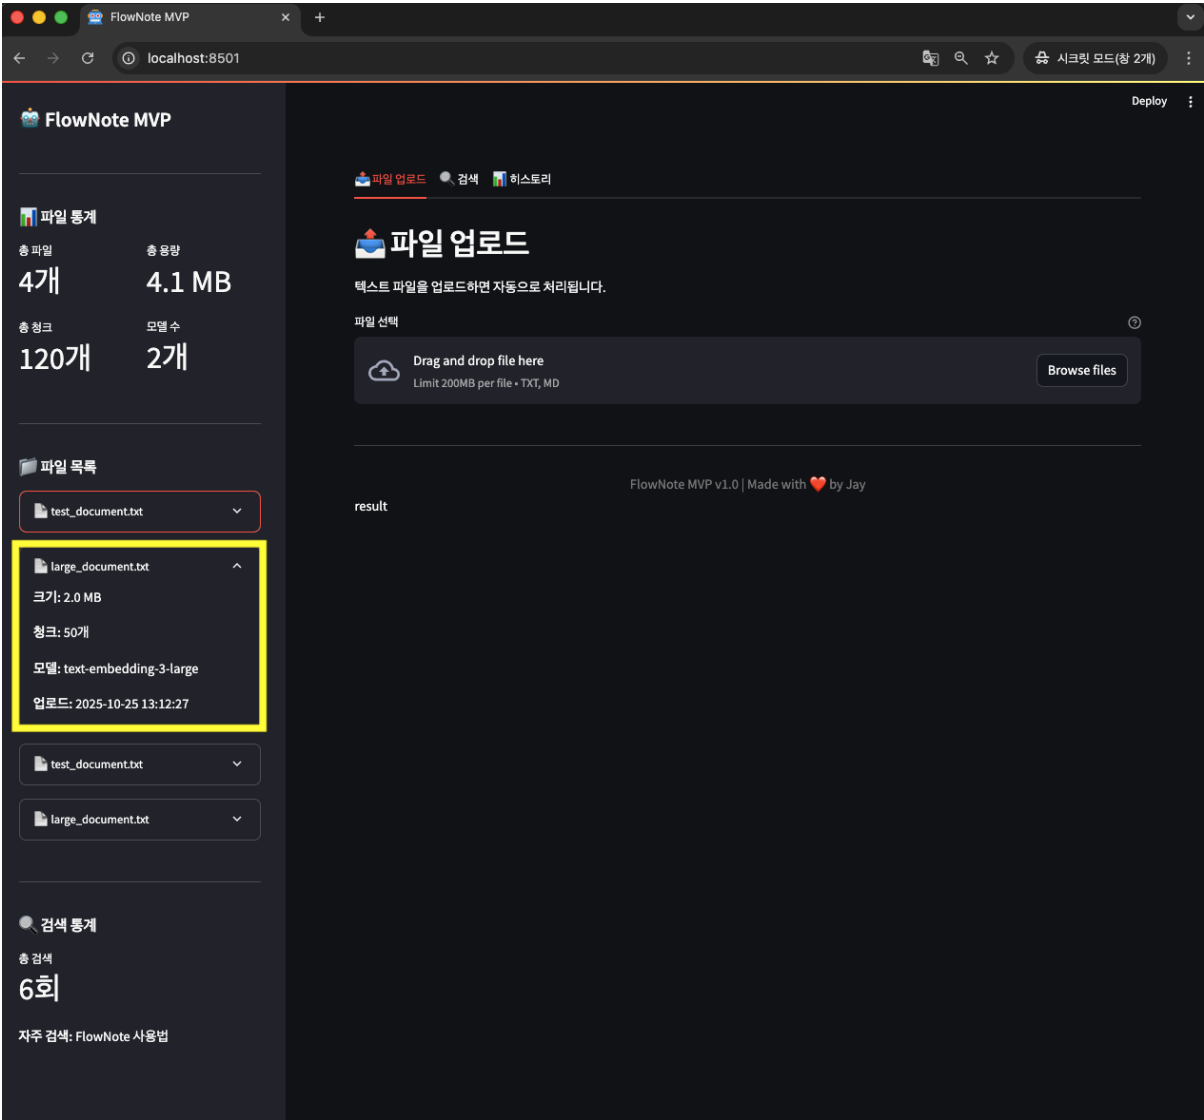 FlowNote MVP
localhost:8501
시크릿 모드(창 2개)
Deploy
FlowNote MVP
파일 통계
총 파일
총 용량
4개
4.1 MB
총 청크
모델 수
120개
2개
파일 목록
test_document.txt
large_document.txt
크기: 2.0 MB
청크: 50개
모델: text-embedding-3-large
업로드: 2025-10-25 13:12:27
test_document.txt
large_document.txt
검색 통계
총 검색
6회
자주 검색: FlowNote 사용법
파일 업로드 검색 히스토리
파일 업로드
텍스트 파일을 업로드하면 자동으로 처리됩니다.
파일 선택
Drag and drop file here
Limit 200MB per file • TXT, MD
Browse files
FlowNote MVP v1.0 | Made with ❤️ by Jay
result